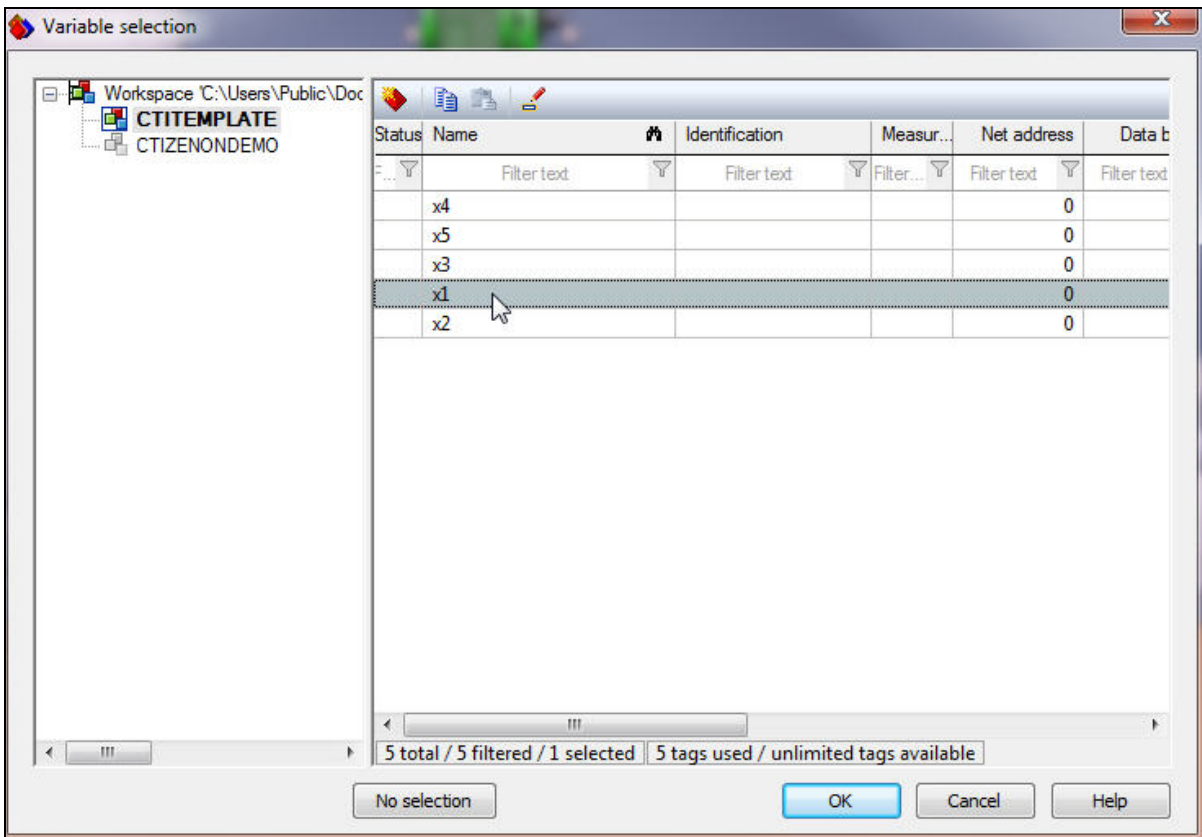 Variable selection
Workspace 'C:\Users\Public\Doc
CTITEMPLATE
CTIZENONDEMO
Status Name Identification Measur... Net address Data b
F... Filter text Filter text Filter... Filter text Filter text
x4 0
x5 0
x3 0
x1 0
x2 0
5 total / 5 filtered / 1 selected 5 tags used / unlimited tags available
No selection OK Cancel Help